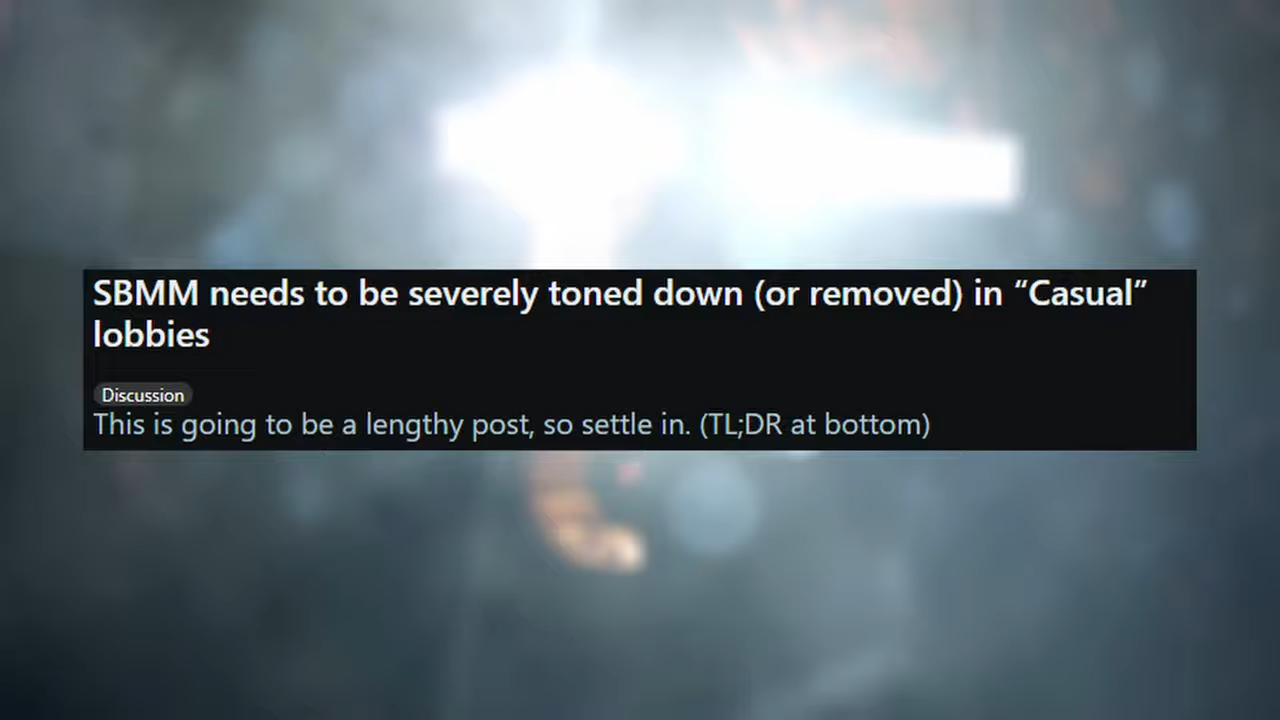 SBMM needs to be severely toned down (or removed) in “Casual”
lobbies
Discussion
This is going to be a lengthy post, so settle in. (TL;DR at bottom)